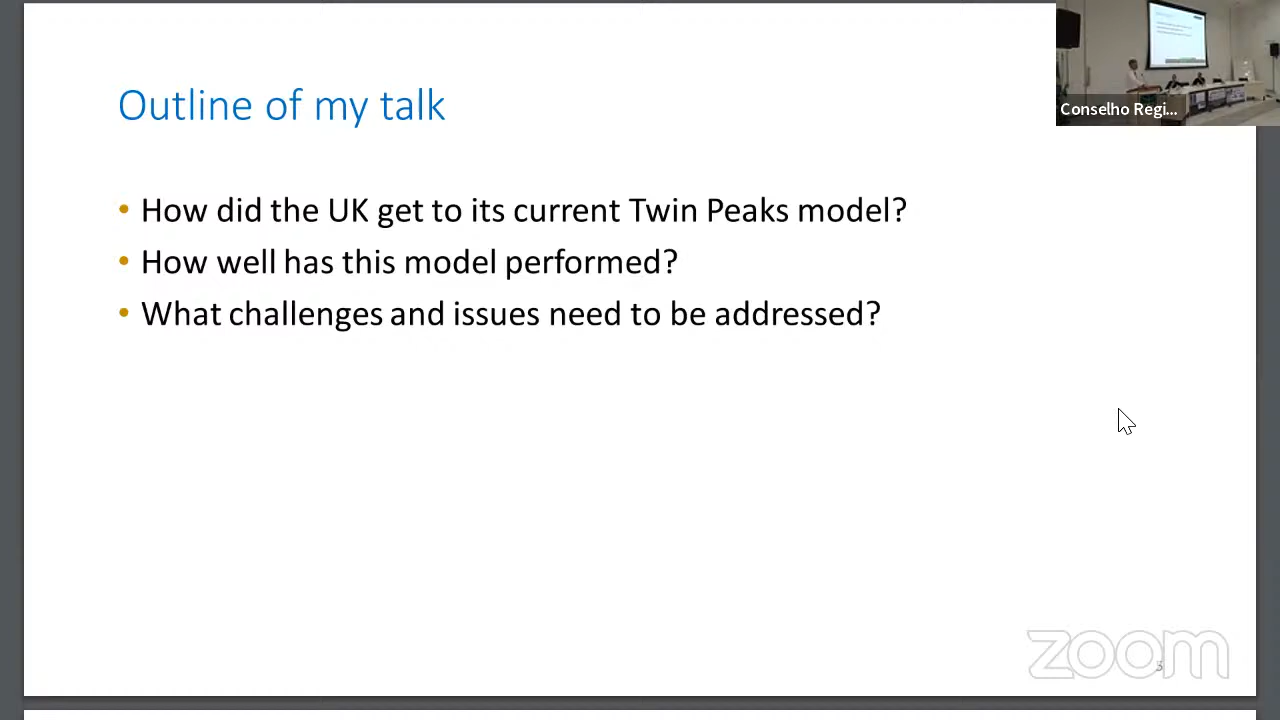 Outline of my talk
Conselho Regi...
• How did the UK get to its current Twin Peaks model?
• How well has this model performed?
• What challenges and issues need to be addressed?
zoom
3